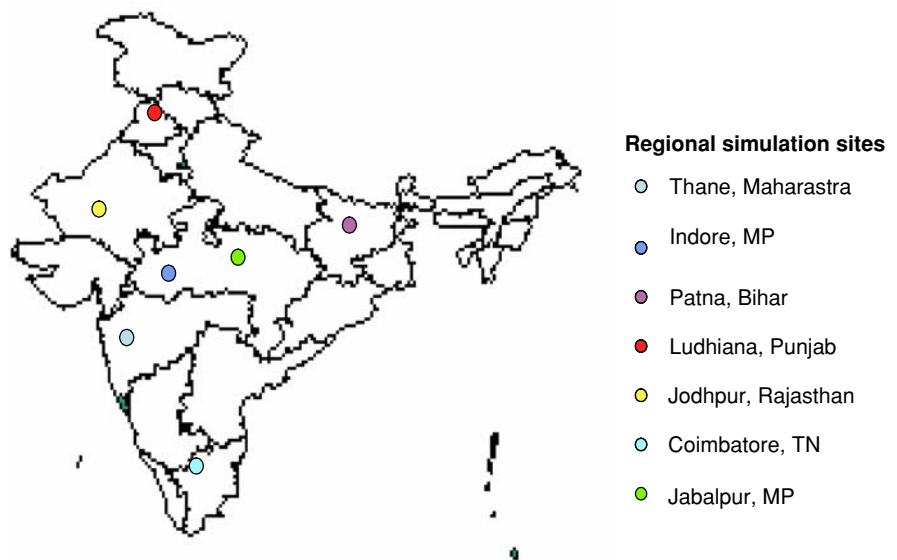 Regional simulation sites
Thane, Maharastra
Indore, MP
Patna, Bihar
Ludhiana, Punjab
Jodhpur, Rajasthan
Coimbatore, TN
Jabalpur, MP